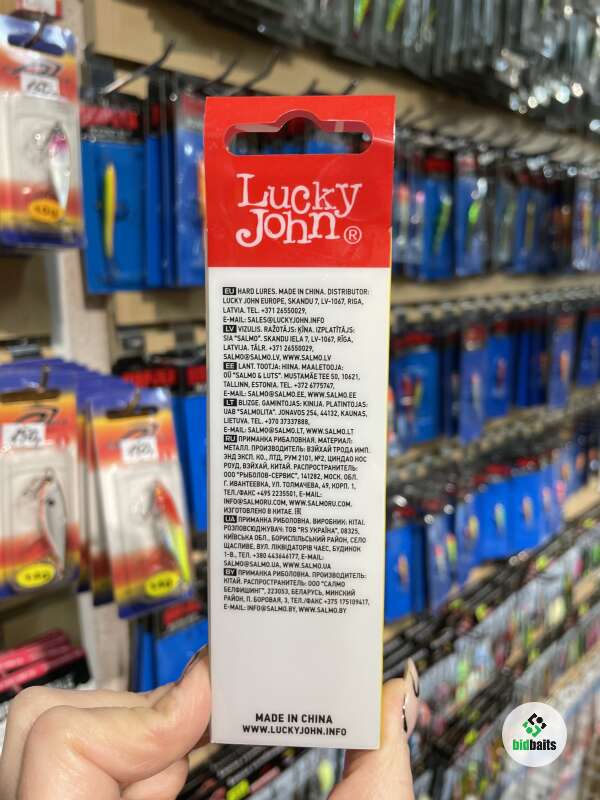 Lucky
John®
EU HARD LURES. MADE IN CHINA. DISTRIBUTOR:
LUCKY JOHN EUROPE, SKANDU 7, LV-1067, RIGA,
LATVIA. TEL. +371 26550029,
E-MAIL: SALES@LUCKYJOHN.INFO
LV VIZULIS. RAŽOTĀJS: ĶĪNA. IZPLATĪTĀJS:
SIA "SALMO". SKANDU IELA 7, LV-1067, RĪGA,
LATVIJA, TĀLR. +371 26550029,
SALMO@SALMO.LV, WWW.SALMO.LV
EE LANT. TOOTJA: HIINA. MAALETOOJA:
OÜ"SALMO & LUTS". MUSTAMÄE TEE 50, 10621,
TALLINN, ESTONIA. TEL. +372 6775747,
E-MAIL: SALMO@SALMO.EE, WWW.SALMO.EE
LT BLIZGE. GAMINTOJAS: KINIJA. PLATINTOJAS:
UAB "SALMOLITA". JONAVOS 254, 44132, KAUNAS,
LIETUVA. TEL. +370 37337888,
E-MAIL: SALMO@SALMO.LT, WWW.SALMO.LT
RU ПРИМАНКА РЫБОЛОВНАЯ. МАТЕРИАЛ:
МЕТАЛЛ. ПРОИЗВОДИТЕЛЬ: ВЭЙХАЙ ТРОДА ИМП.
ЭНД ЭКСП. КО., ЛТД, РУМ 2101, №2, ЦИНДАО НОС
РОУД, ВЭЙХАЙ, КИТАЙ. РАСПРОСТРАНИТЕЛЬ:
ООО "РЫБОЛОВ-СЕРВИС", 141282, МОСК. ОБЛ.
Г. ИВАНТЕЕВКА, УЛ. ТОЛМАЧЕВА, 49, КОРП. 1,
ТЕЛ./ФАКС +495 2235501, E-MAIL:
INFO@SALMORU.COM, WWW.SALMORU.COM
ИЗГОТОВЛЕНО В КИТАЕ.
UA ПРИМАНКА РИБОЛОВНА. ВИРОБНИК: КІТАІ.
РОЗПОВСЮДЖУВАЧ: ТОВ "RS УКРАЇНА", 08325,
КИЇВСЬКА ОБЛ., БОРИСПІЛЬСЬКИЙ РАЙОН, СЕЛО
ЩАСЛИВЕ, ВУЛ. ЛІКВІДАТОРІВ ЧАЕС, БУДИНОК
1-В., ТЕЛ. +380 443646177, E-MAIL:
SALMO@SALMO.UA, WWW.SALMO.UA
BY ПРИМАНКА РИБОЛОВНА. ПРОИЗВОДИТЕЛЬ:
КІТАЙ. РАСПРОСТРАНИТЕЛЬ: ООО "САЛМО
БЕЛФИШИНГ", 223053, БЕЛАРУСЬ, МИНСКИЙ
РАЙОН, П. БОРОВАЯ, 3, ТЕЛ./ФАКС +375 175109417,
E-MAIL: INFO@SALMO.BY, WWW.SALMO.BY
MADE IN CHINA
WWW.LUCKYJOHN.INFO
bidbaits